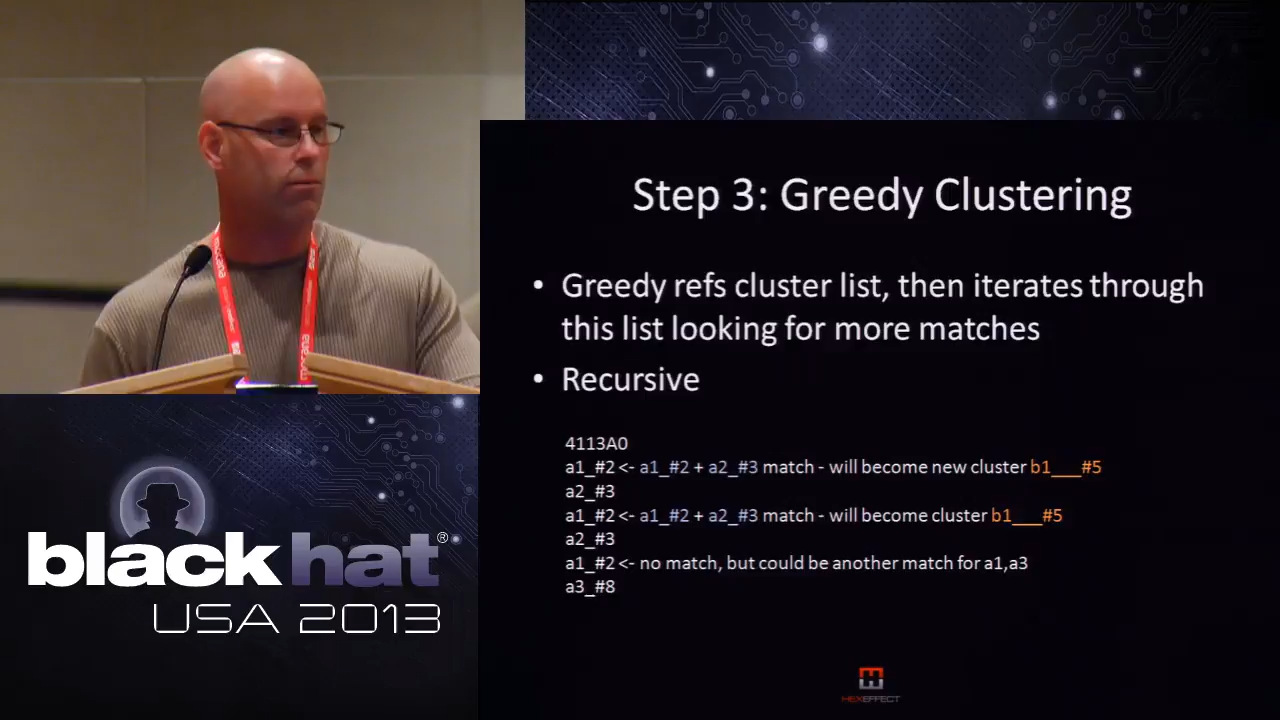 Step 3: Greedy Clustering
• Greedy refs cluster list, then iterates through
this list looking for more matches
• Recursive
4113A0
a1_#2 <- a1_#2 + a2_#3 match - will become new cluster b1___#5
a2_#3
a1_#2 <- a1_#2 + a2_#3 match - will become cluster b1___#5
a2_#3
a1_#2 <- no match, but could be another match for a1,a3
a3_#8
HEXEFFECT
blackhat®
USA 2013